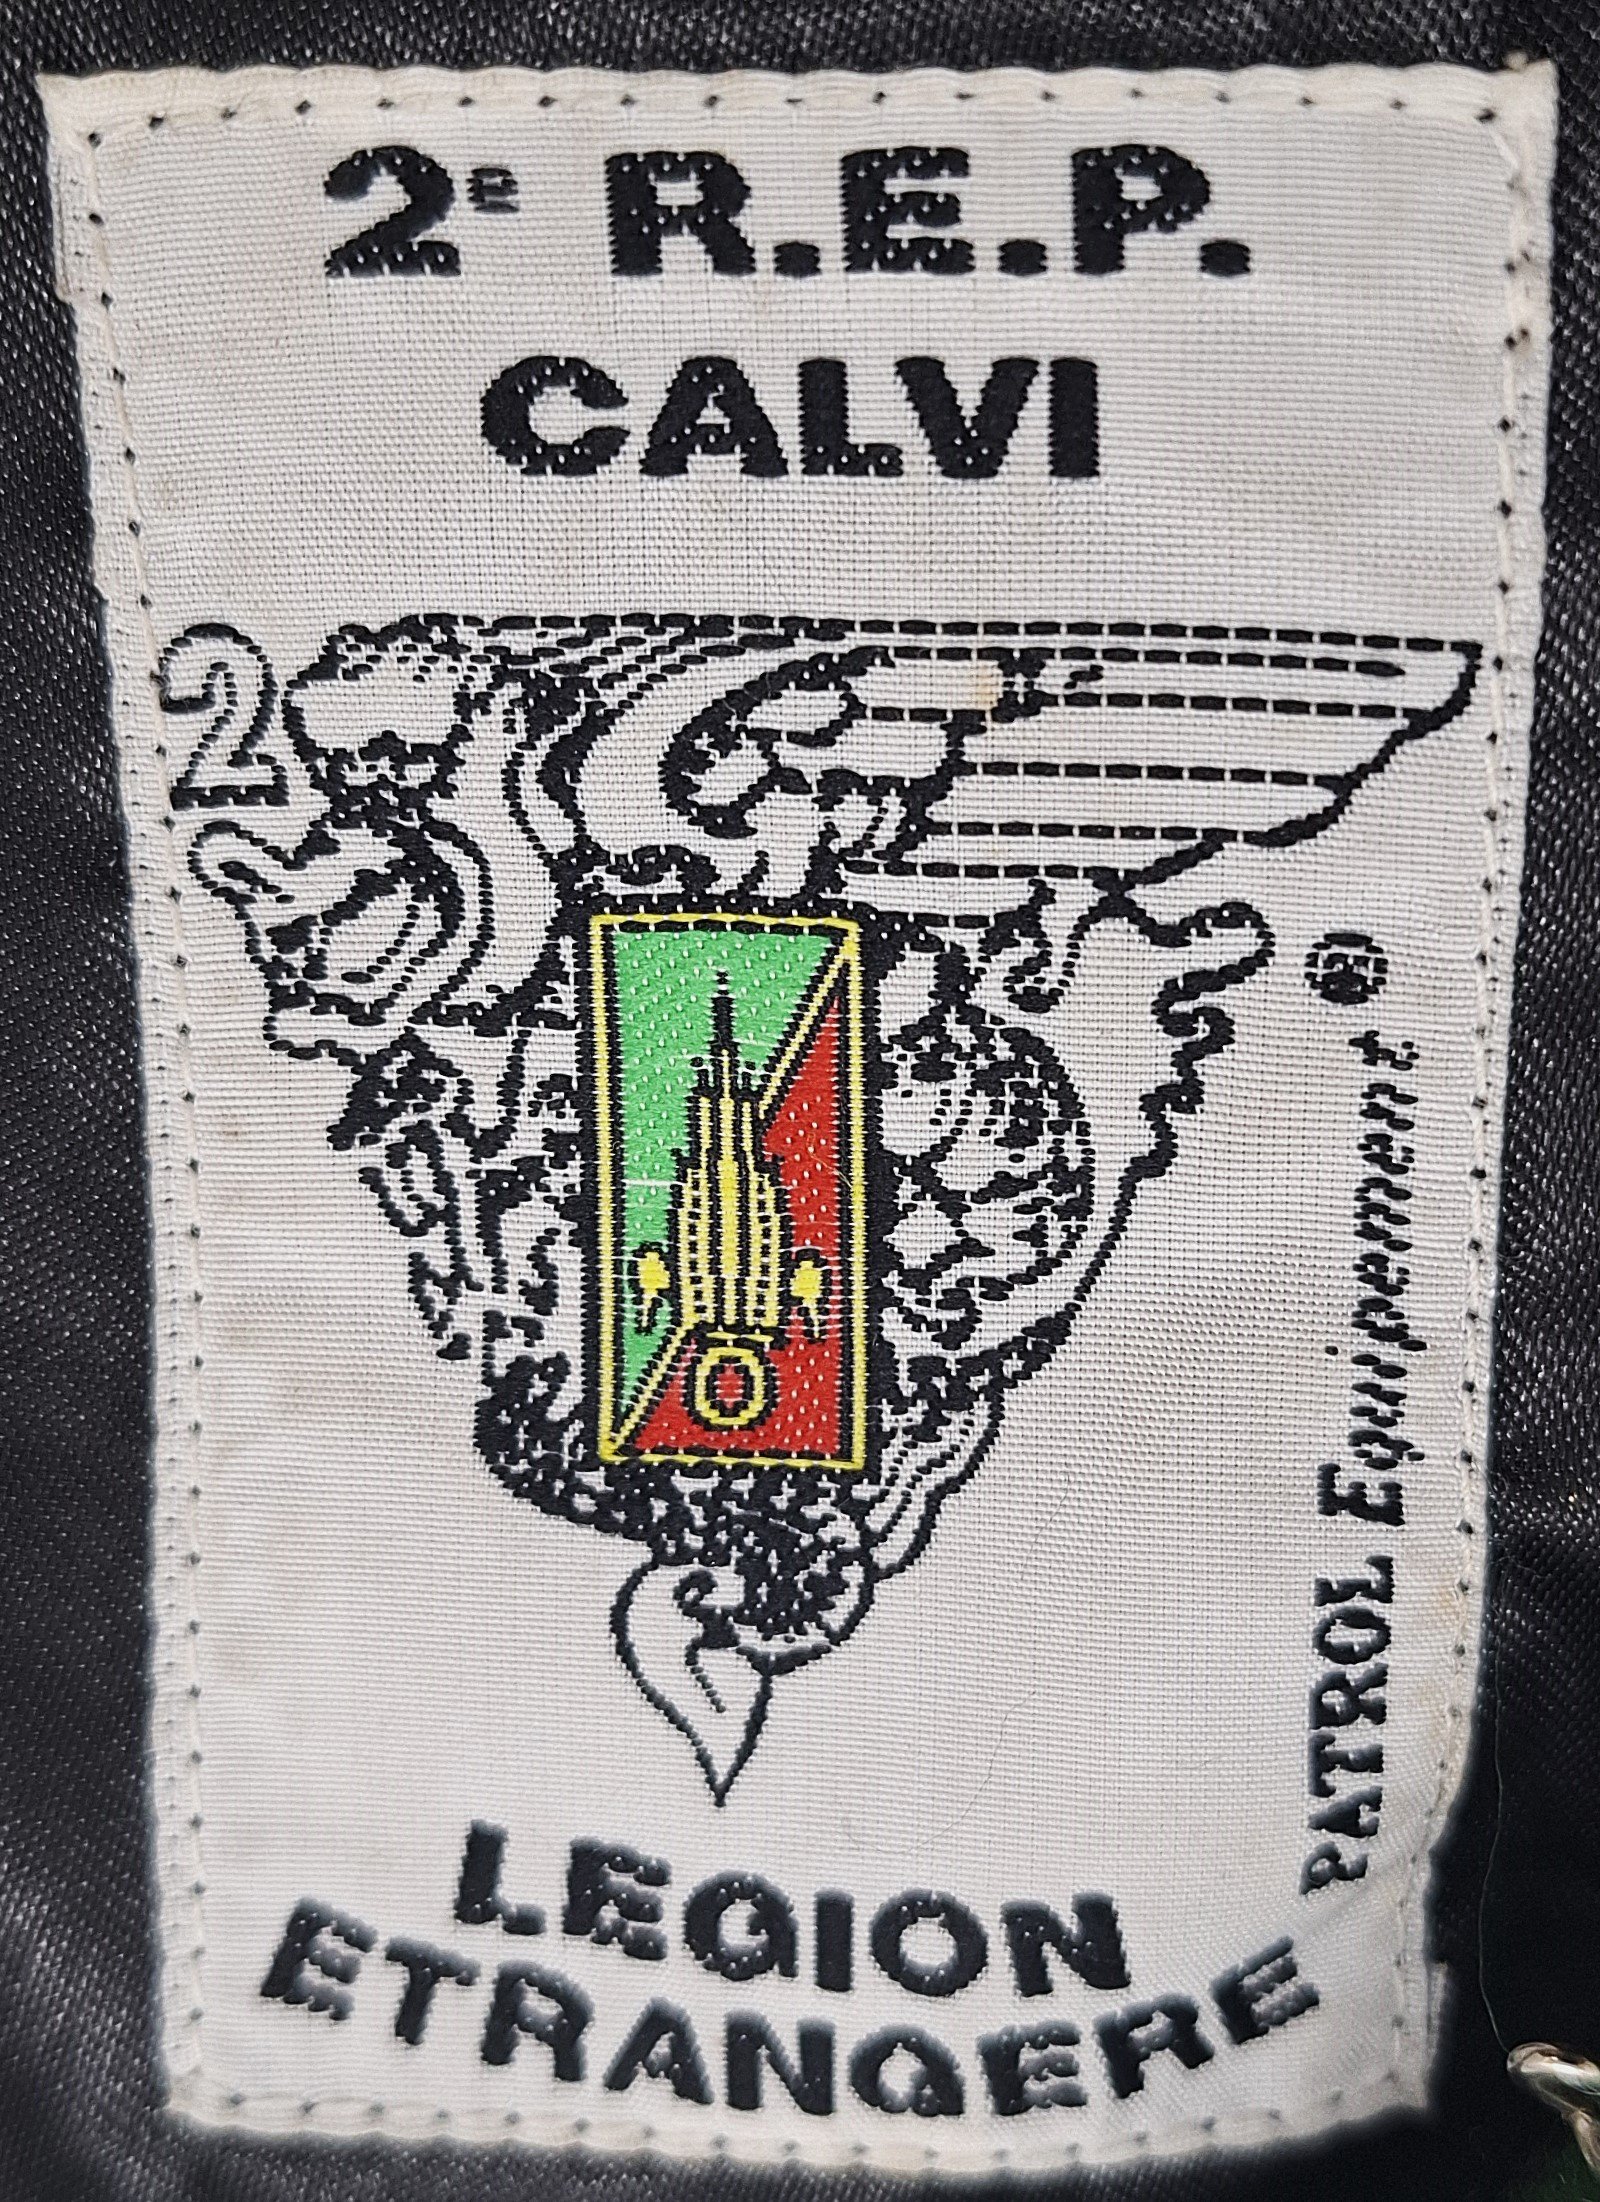 2e R.E.P.
CALVI
2
PATROL Equipement ®
LEGION
ETRANGERE